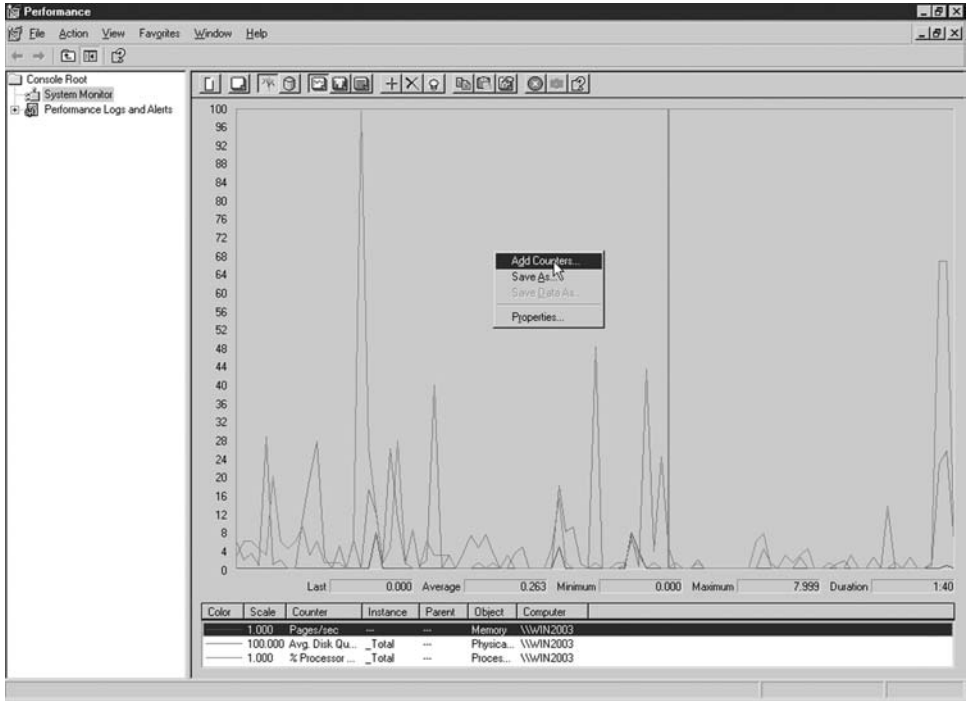 Performance
File Action View Favorites Window Help
Console Root
System Monitor
Performance Logs and Alerts
100
96
92
88
84
80
76
72
68
64
60
56
52
48
44
40
36
32
28
24
20
16
12
8
4
0
Add Counters...
Save As...
Save Data As...
Properties...
Last 0.000 Average 0.263 Minimum 0.000 Maximum 7.999 Duration 1:40
Color Scale Counter Instance Parent Object Computer
1.000 Pages/sec --- --- Memory \\WIN2003
100.000 Avg. Disk Qu... _Total --- Physica... \\WIN2003
1.000 % Processor ... _Total --- Proces... \\WIN2003